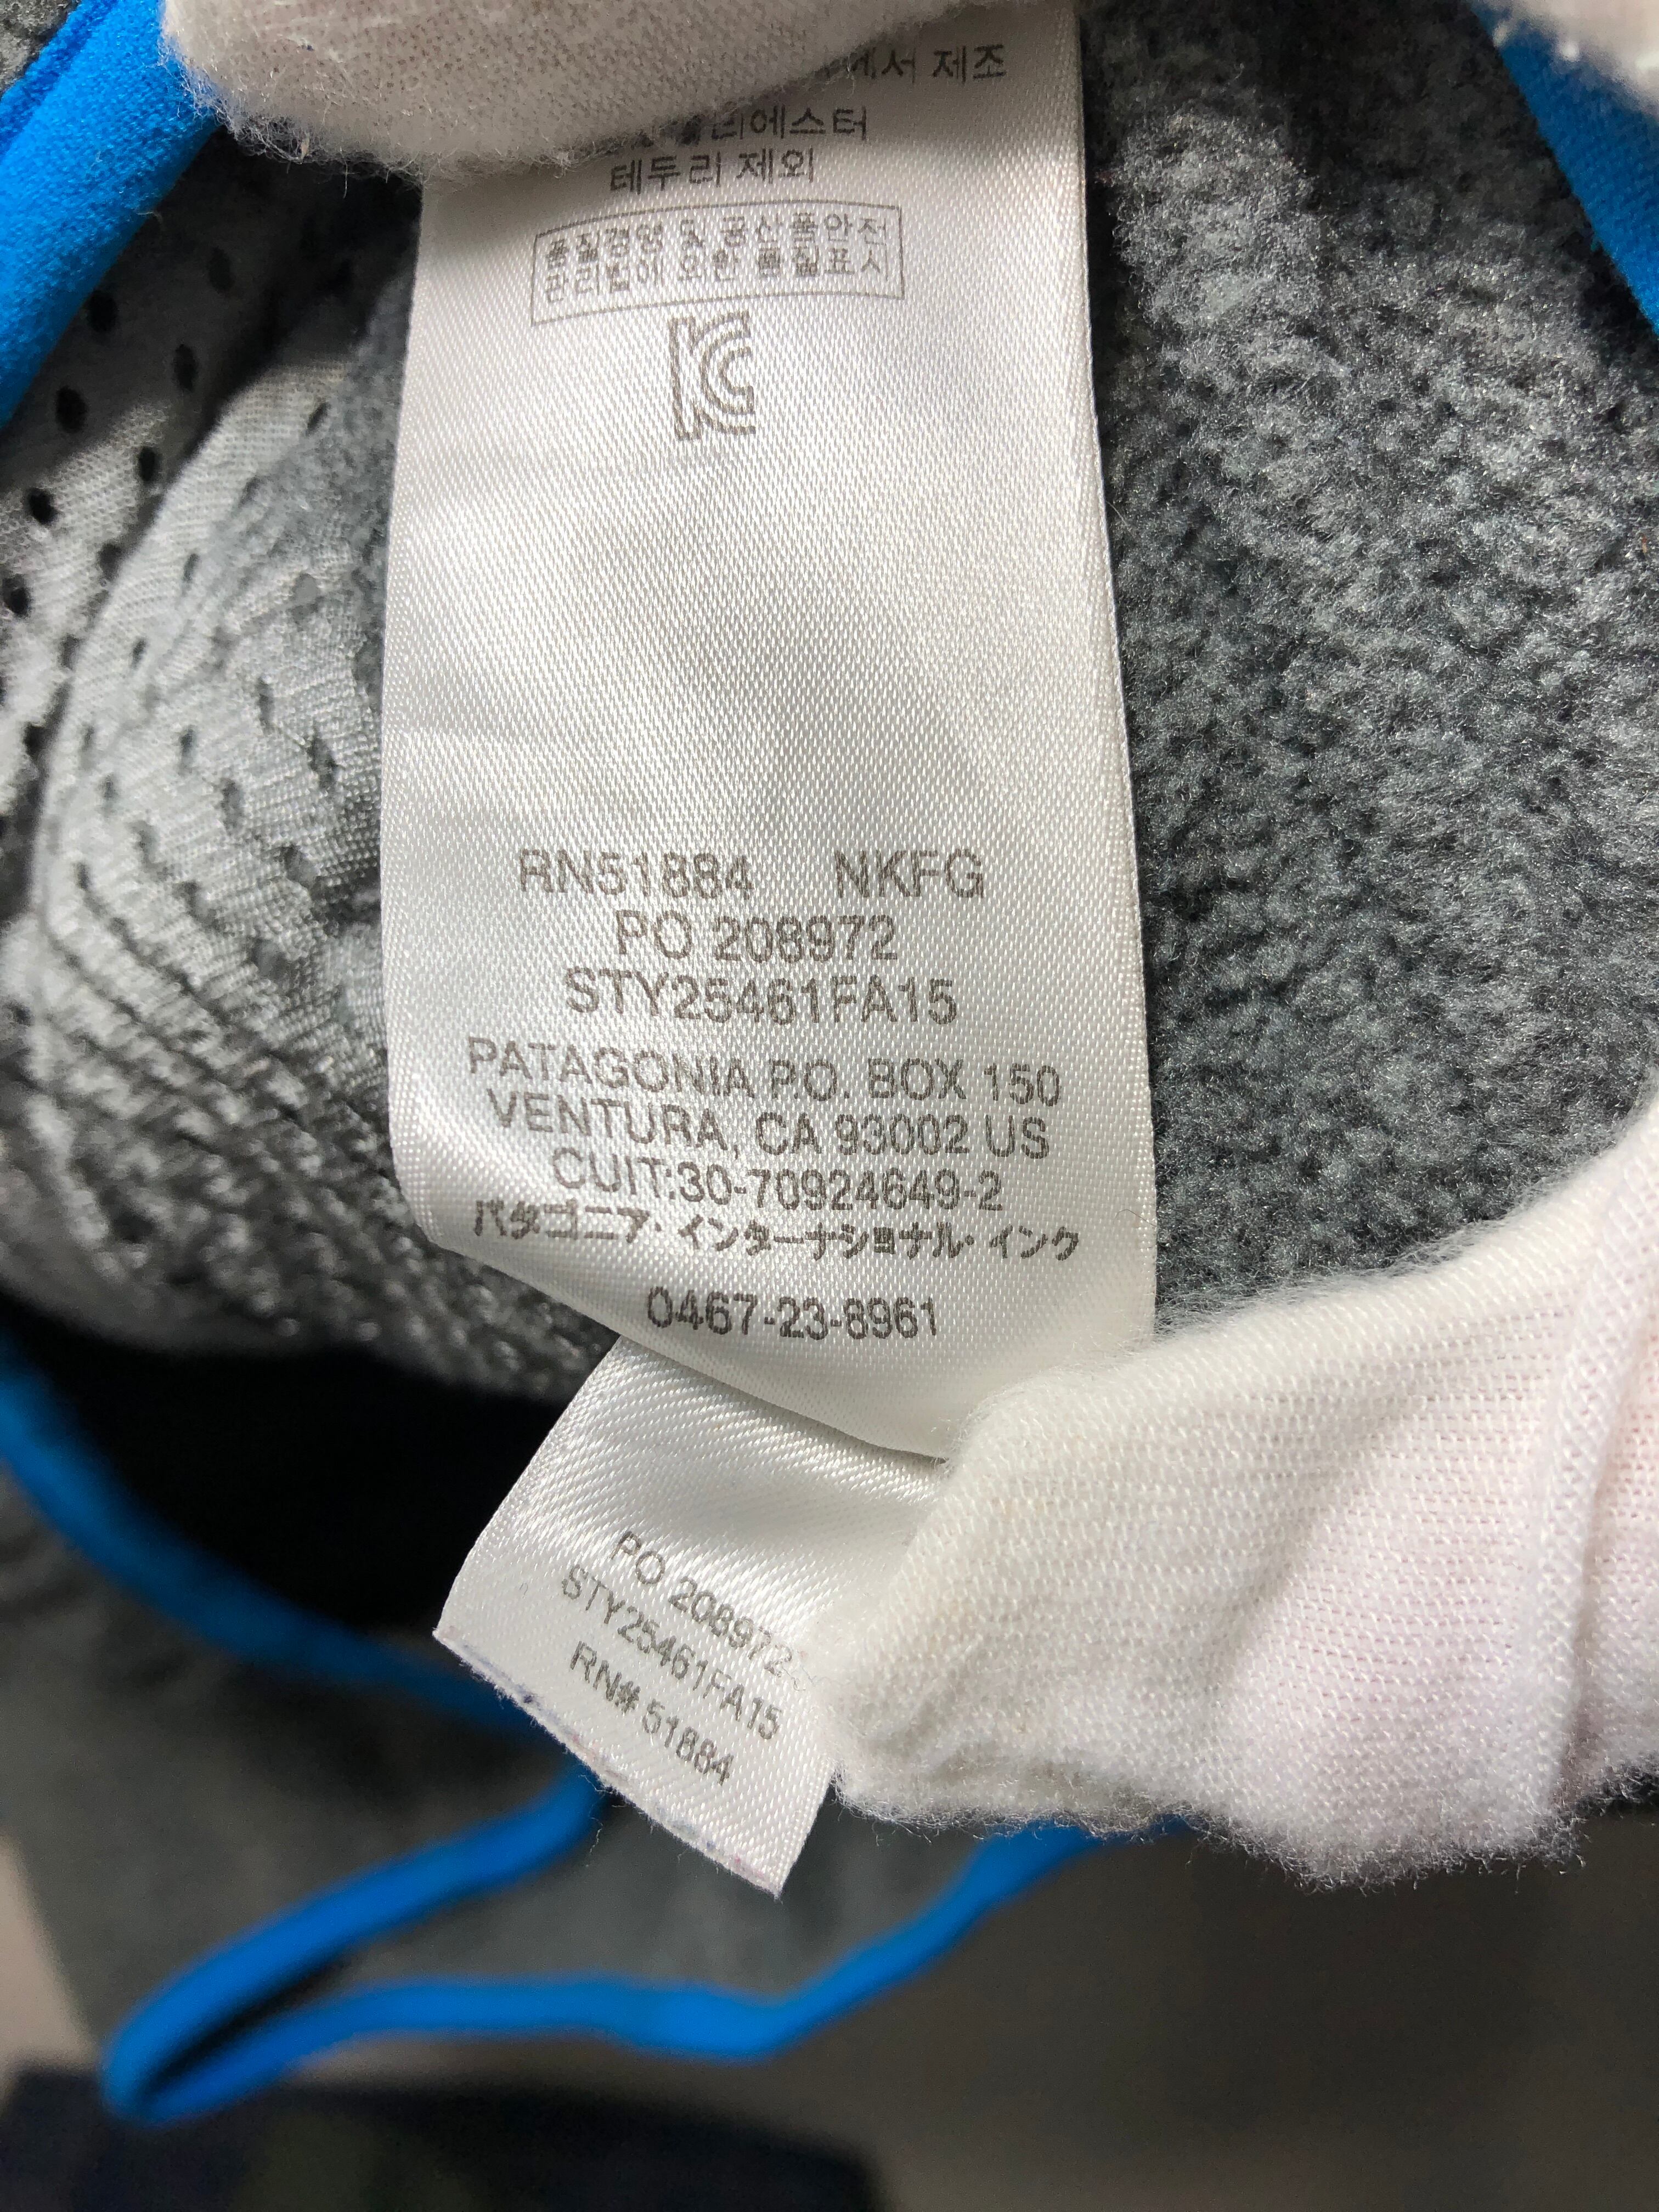 에서 제조
폴리에스터
테두리 제외
품질경영 및 공산품안전
관리법에 의한 품질표시
RN51884 NKFG
PO 208972
STY25461FA15
PATAGONIA P.O. BOX 150
VENTURA, CA 93002 US
CUIT:30-70924649-2
パタゴニア・インターナショナル・インク
0467-23-8961
PO 208972
STY25461FA15
RN# 51884